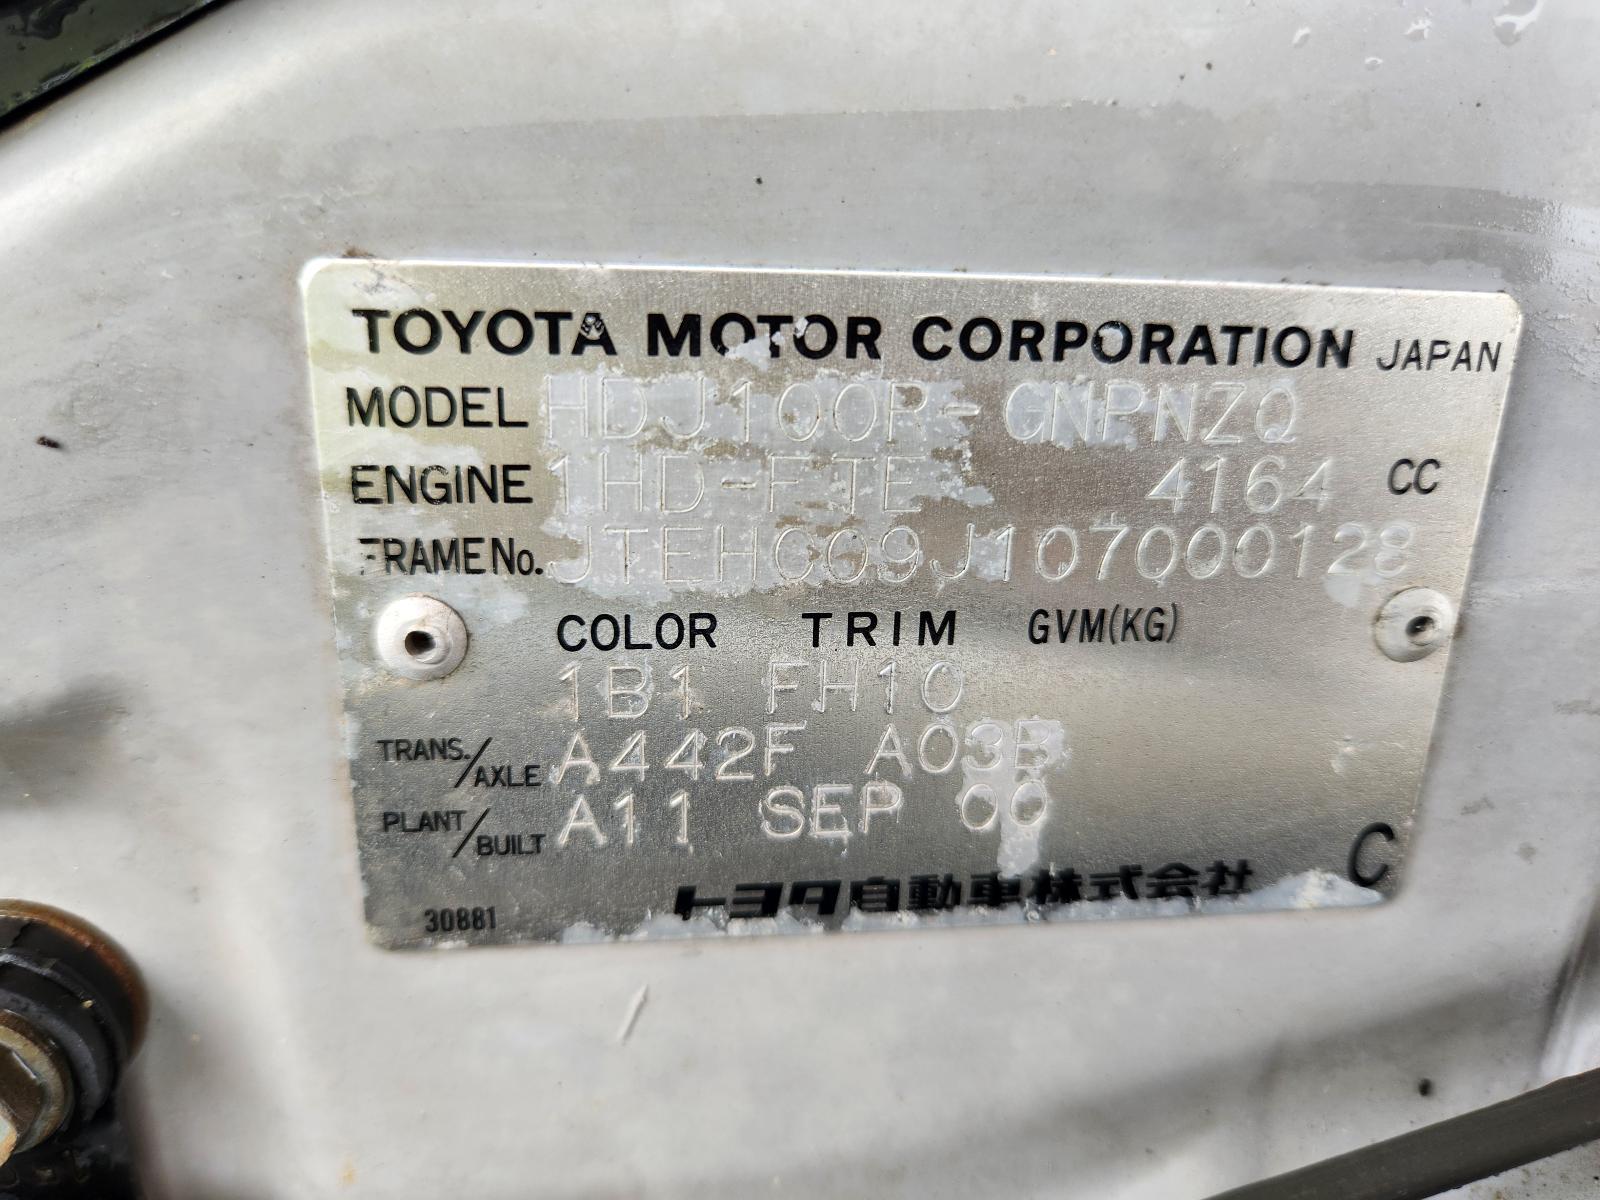 TOYOTA MOTOR CORPORATION JAPAN
MODEL HDJ100R-GNPNZQ
ENGINE 1HD-FTE 4164 CC
FRAME No. JTEHC09J107000128
COLOR TRIM GVM(KG)
1B1 FH10
TRANS./AXLE A442F A03B
PLANT/BUILT A11 SEP 00
トヨタ自動車株式会社 C
30881